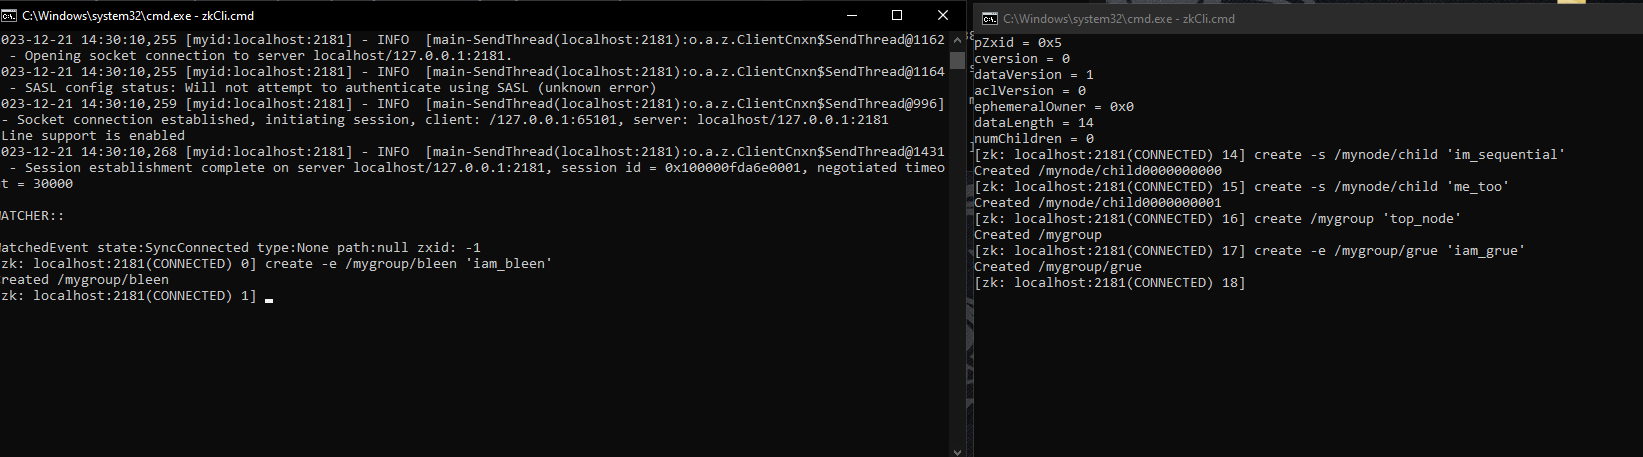 C:\Windows\system32\cmd.exe - zkCli.cmd
023-12-21 14:30:10,255 [myid:localhost:2181] - INFO  [main-SendThread(localhost:2181):o.a.z.ClientCnxn$SendThread@1162
 - Opening socket connection to server localhost/127.0.0.1:2181.
023-12-21 14:30:10,255 [myid:localhost:2181] - INFO  [main-SendThread(localhost:2181):o.a.z.ClientCnxn$SendThread@1164
 - SASL config status: Will not attempt to authenticate using SASL (unknown error)
023-12-21 14:30:10,259 [myid:localhost:2181] - INFO  [main-SendThread(localhost:2181):o.a.z.ClientCnxn$SendThread@996]
- Socket connection established, initiating session, client: /127.0.0.1:65101, server: localhost/127.0.0.1:2181
Line support is enabled
023-12-21 14:30:10,268 [myid:localhost:2181] - INFO  [main-SendThread(localhost:2181):o.a.z.ClientCnxn$SendThread@1431
 - Session establishment complete on server localhost/127.0.0.1:2181, session id = 0x100000fda6e0001, negotiated timeo
t = 30000
WATCHER::
WatchedEvent state:SyncConnected type:None path:null zxid: -1
zk: localhost:2181(CONNECTED) 0] create -e /mygroup/bleen 'iam_bleen'
Created /mygroup/bleen
zk: localhost:2181(CONNECTED) 1]
C:\Windows\system32\cmd.exe - zkCli.cmd
pZxid = 0x5
cversion = 0
dataVersion = 1
aclVersion = 0
ephemeralOwner = 0x0
dataLength = 14
numChildren = 0
[zk: localhost:2181(CONNECTED) 14] create -s /mynode/child 'im_sequential'
Created /mynode/child0000000000
[zk: localhost:2181(CONNECTED) 15] create -s /mynode/child 'me_too'
Created /mynode/child0000000001
[zk: localhost:2181(CONNECTED) 16] create /mygroup 'top_node'
Created /mygroup
[zk: localhost:2181(CONNECTED) 17] create -e /mygroup/grue 'iam_grue'
Created /mygroup/grue
[zk: localhost:2181(CONNECTED) 18]